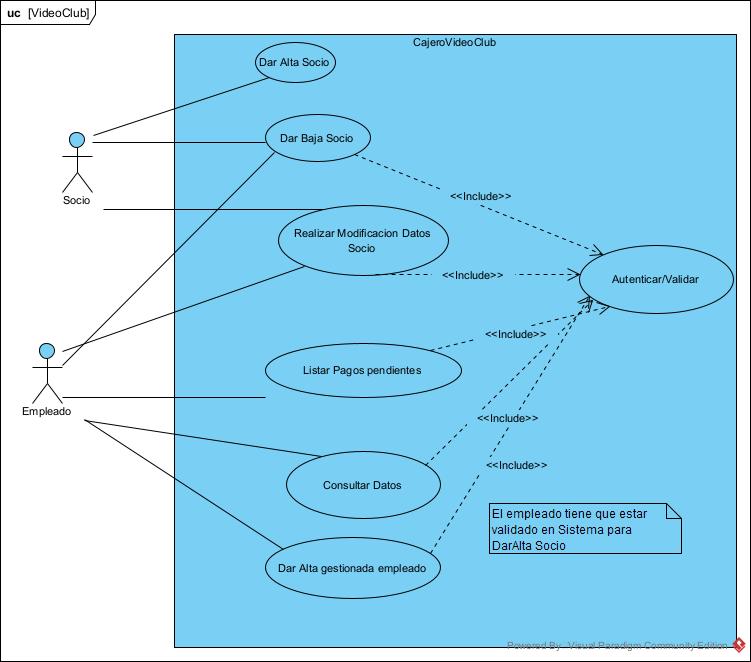 uc [VideoClub]
CajeroVideoClub
Dar Alta Socio
Dar Baja Socio
<<Include>>
Socio
Realizar Modificacion Datos
Socio
<<Include>>
Autenticar/Validar
<<Include>>
Listar Pagos pendientes
Empleado
<<Include>>
<<Include>>
Consultar Datos
El empleado tiene que estar
validado en Sistema para
DarAlta Socio
Dar Alta gestionada empleado
Powered By Visual Paradigm Community Edition